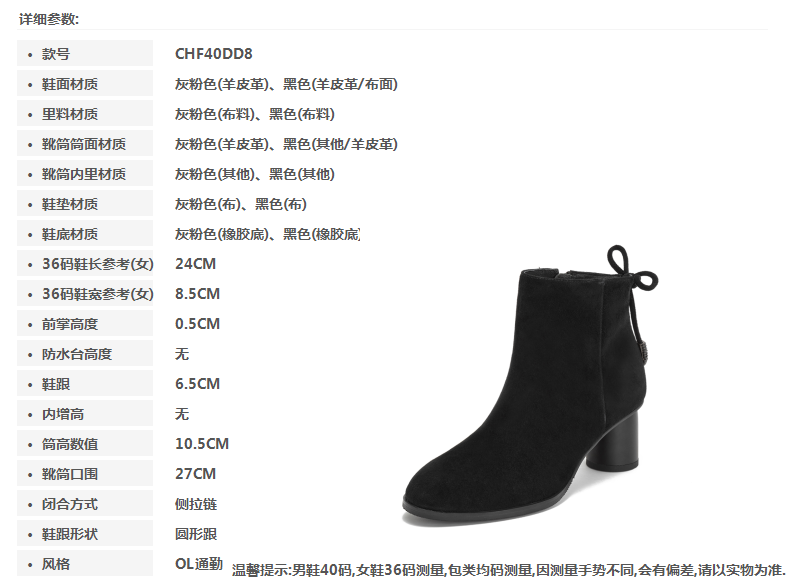 详细参数:
• 款号 CHF40DD8
• 鞋面材质 灰粉色(羊皮革)、黑色(羊皮革/布面)
• 里料材质 灰粉色(布料)、黑色(布料)
• 靴筒筒面材质 灰粉色(羊皮革)、黑色(其他/羊皮革)
• 靴筒内里材质 灰粉色(其他)、黑色(其他)
• 鞋垫材质 灰粉色(布)、黑色(布)
• 鞋底材质 灰粉色(橡胶底)、黑色(橡胶底)
• 36码鞋长参考(女) 24CM
• 36码鞋宽参考(女) 8.5CM
• 前掌高度 0.5CM
• 防水台高度 无
• 鞋跟 6.5CM
• 内增高 无
• 筒高数值 10.5CM
• 靴筒口围 27CM
• 闭合方式 侧拉链
• 鞋跟形状 圆形跟
• 风格 OL通勤
温馨提示:男鞋40码,女鞋36码测量,包类均码测量,因测量手势不同,会有偏差,请以实物为准.